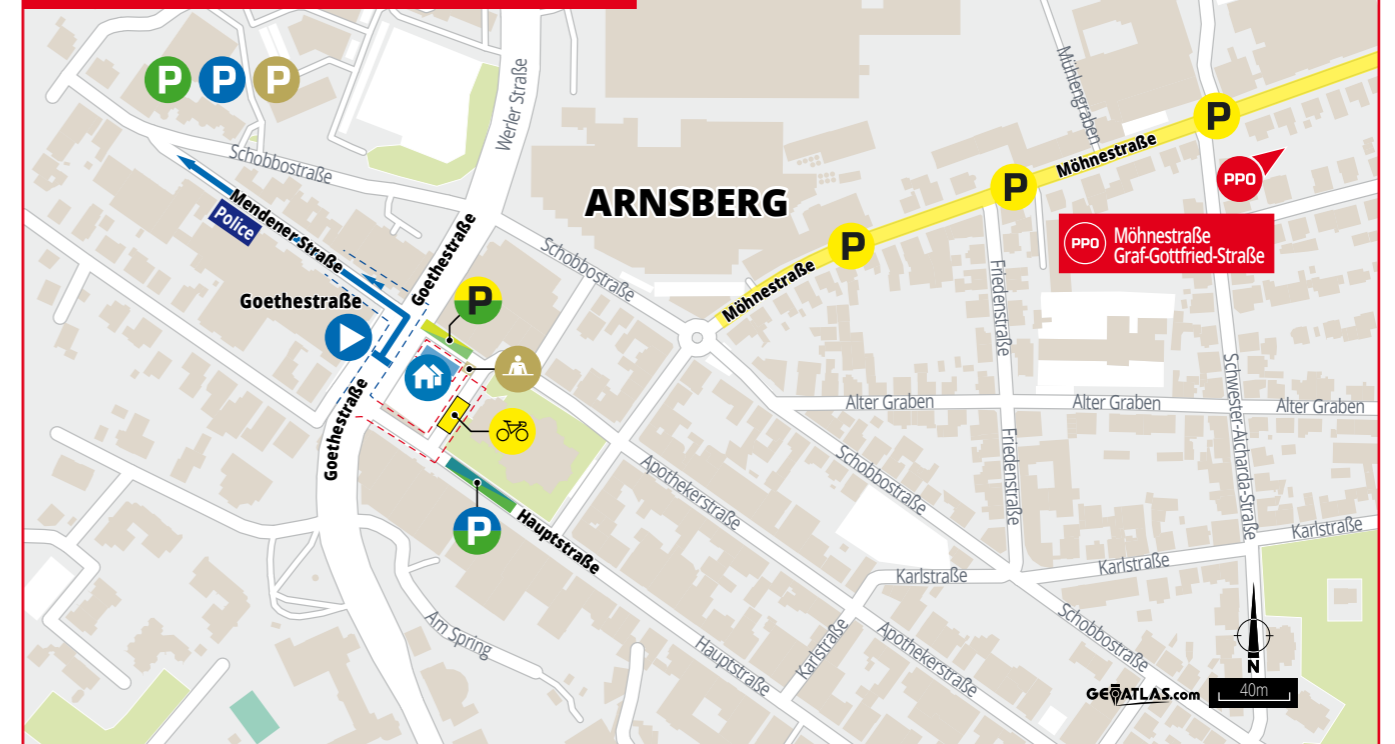 P P P
Werler Straße
Mühlengraben
P
Schobbostraße
Möhnestraße
PPO
ARNSBERG
P
Mendener Straße
Police
Goethestraße
Schobbostraße
P
PPO Möhnestraße
Graf-Gottfried-Straße
Friedenstraße
Goethestraße
P
Möhnestraße
Goethestraße
Alter Graben
Alter Graben
Alter Graben
Schwester-Aicharda-Straße
Friedenstraße
Schobbostraße
Apothekerstraße
P
Hauptstraße
Karlstraße
Karlstraße
Karlstraße
Am Spring
Hauptstraße
Karlstraße
Apothekerstraße
Schobbostraße
N
GEOATLAS.com
40m